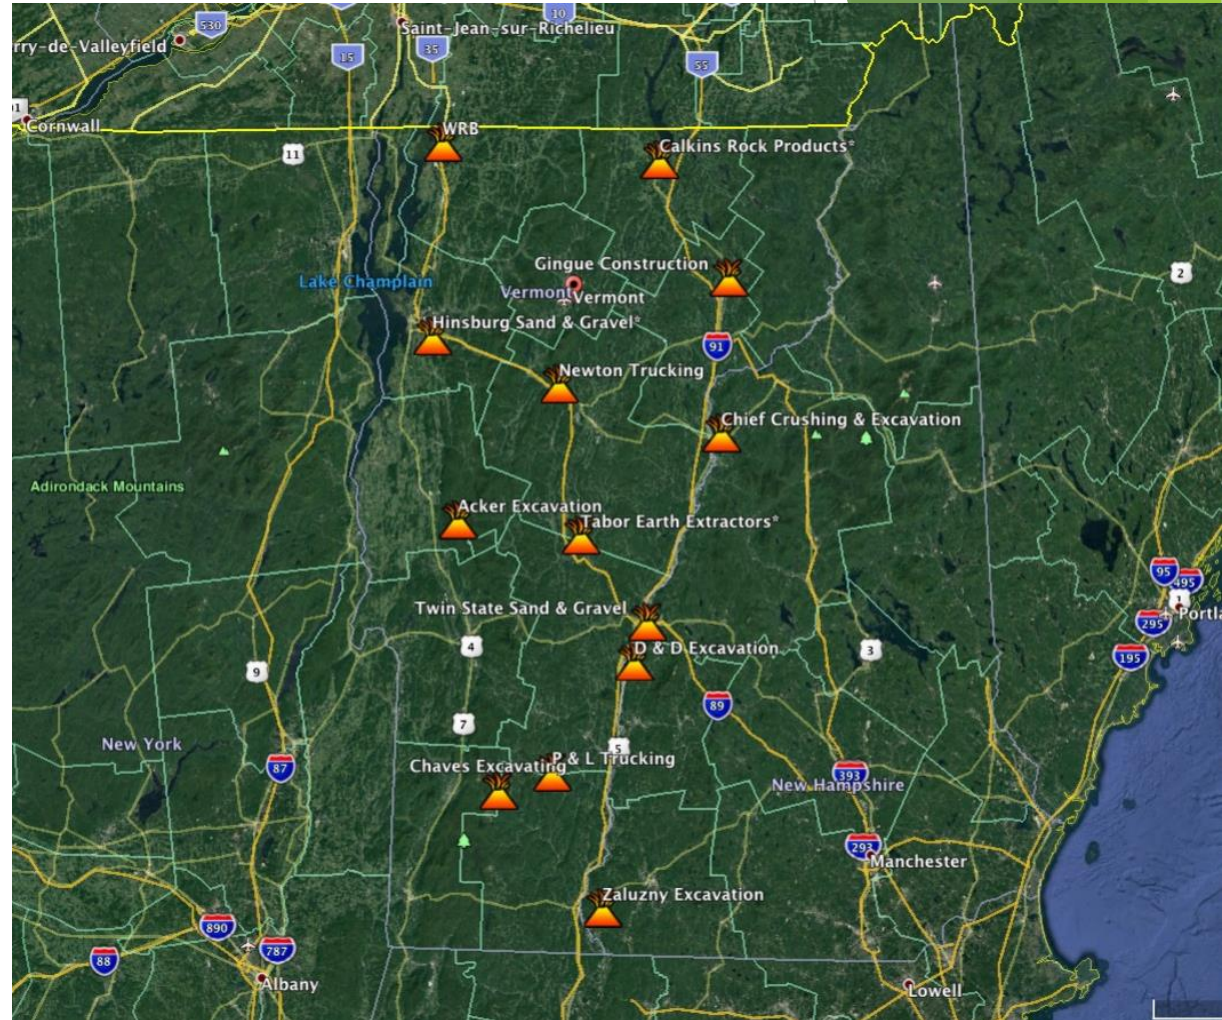 10
530
Saint-Jean-sur-Richelieu
rry-de-Valleyfield
15
35
55
Cornwall
WRB
11
Calkins Rock Products*
Gingue Construction
2
Lake Champlain
Vermont
Vermont
Hinsburg Sand & Gravel*
91
Newton Trucking
Chief Crushing & Excavation
Adirondack Mountains
Acker Excavation
Tabor Earth Extractors*
95
495
1
Twin State Sand & Gravel
295
Portla
4
D & D Excavation
3
195
9
89
7
New York
5
87
Chaves Excavating
P & L Trucking
393
New Hampshire
293
Manchester
Zaluzny Excavation
890
787
88
Albany
Lowell